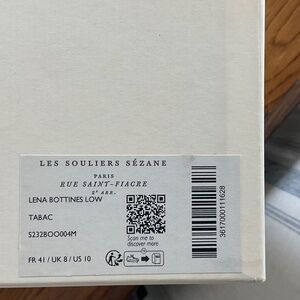 LES SOULIERS SÉZANE
PARIS
RUE SAINT-FIACRE
2e ARR.
LENA BOTTINES LOW
TABAC
S232BOO004M
Scan me to
discover more
FR 41 / UK 8 / US 10
3617000111628